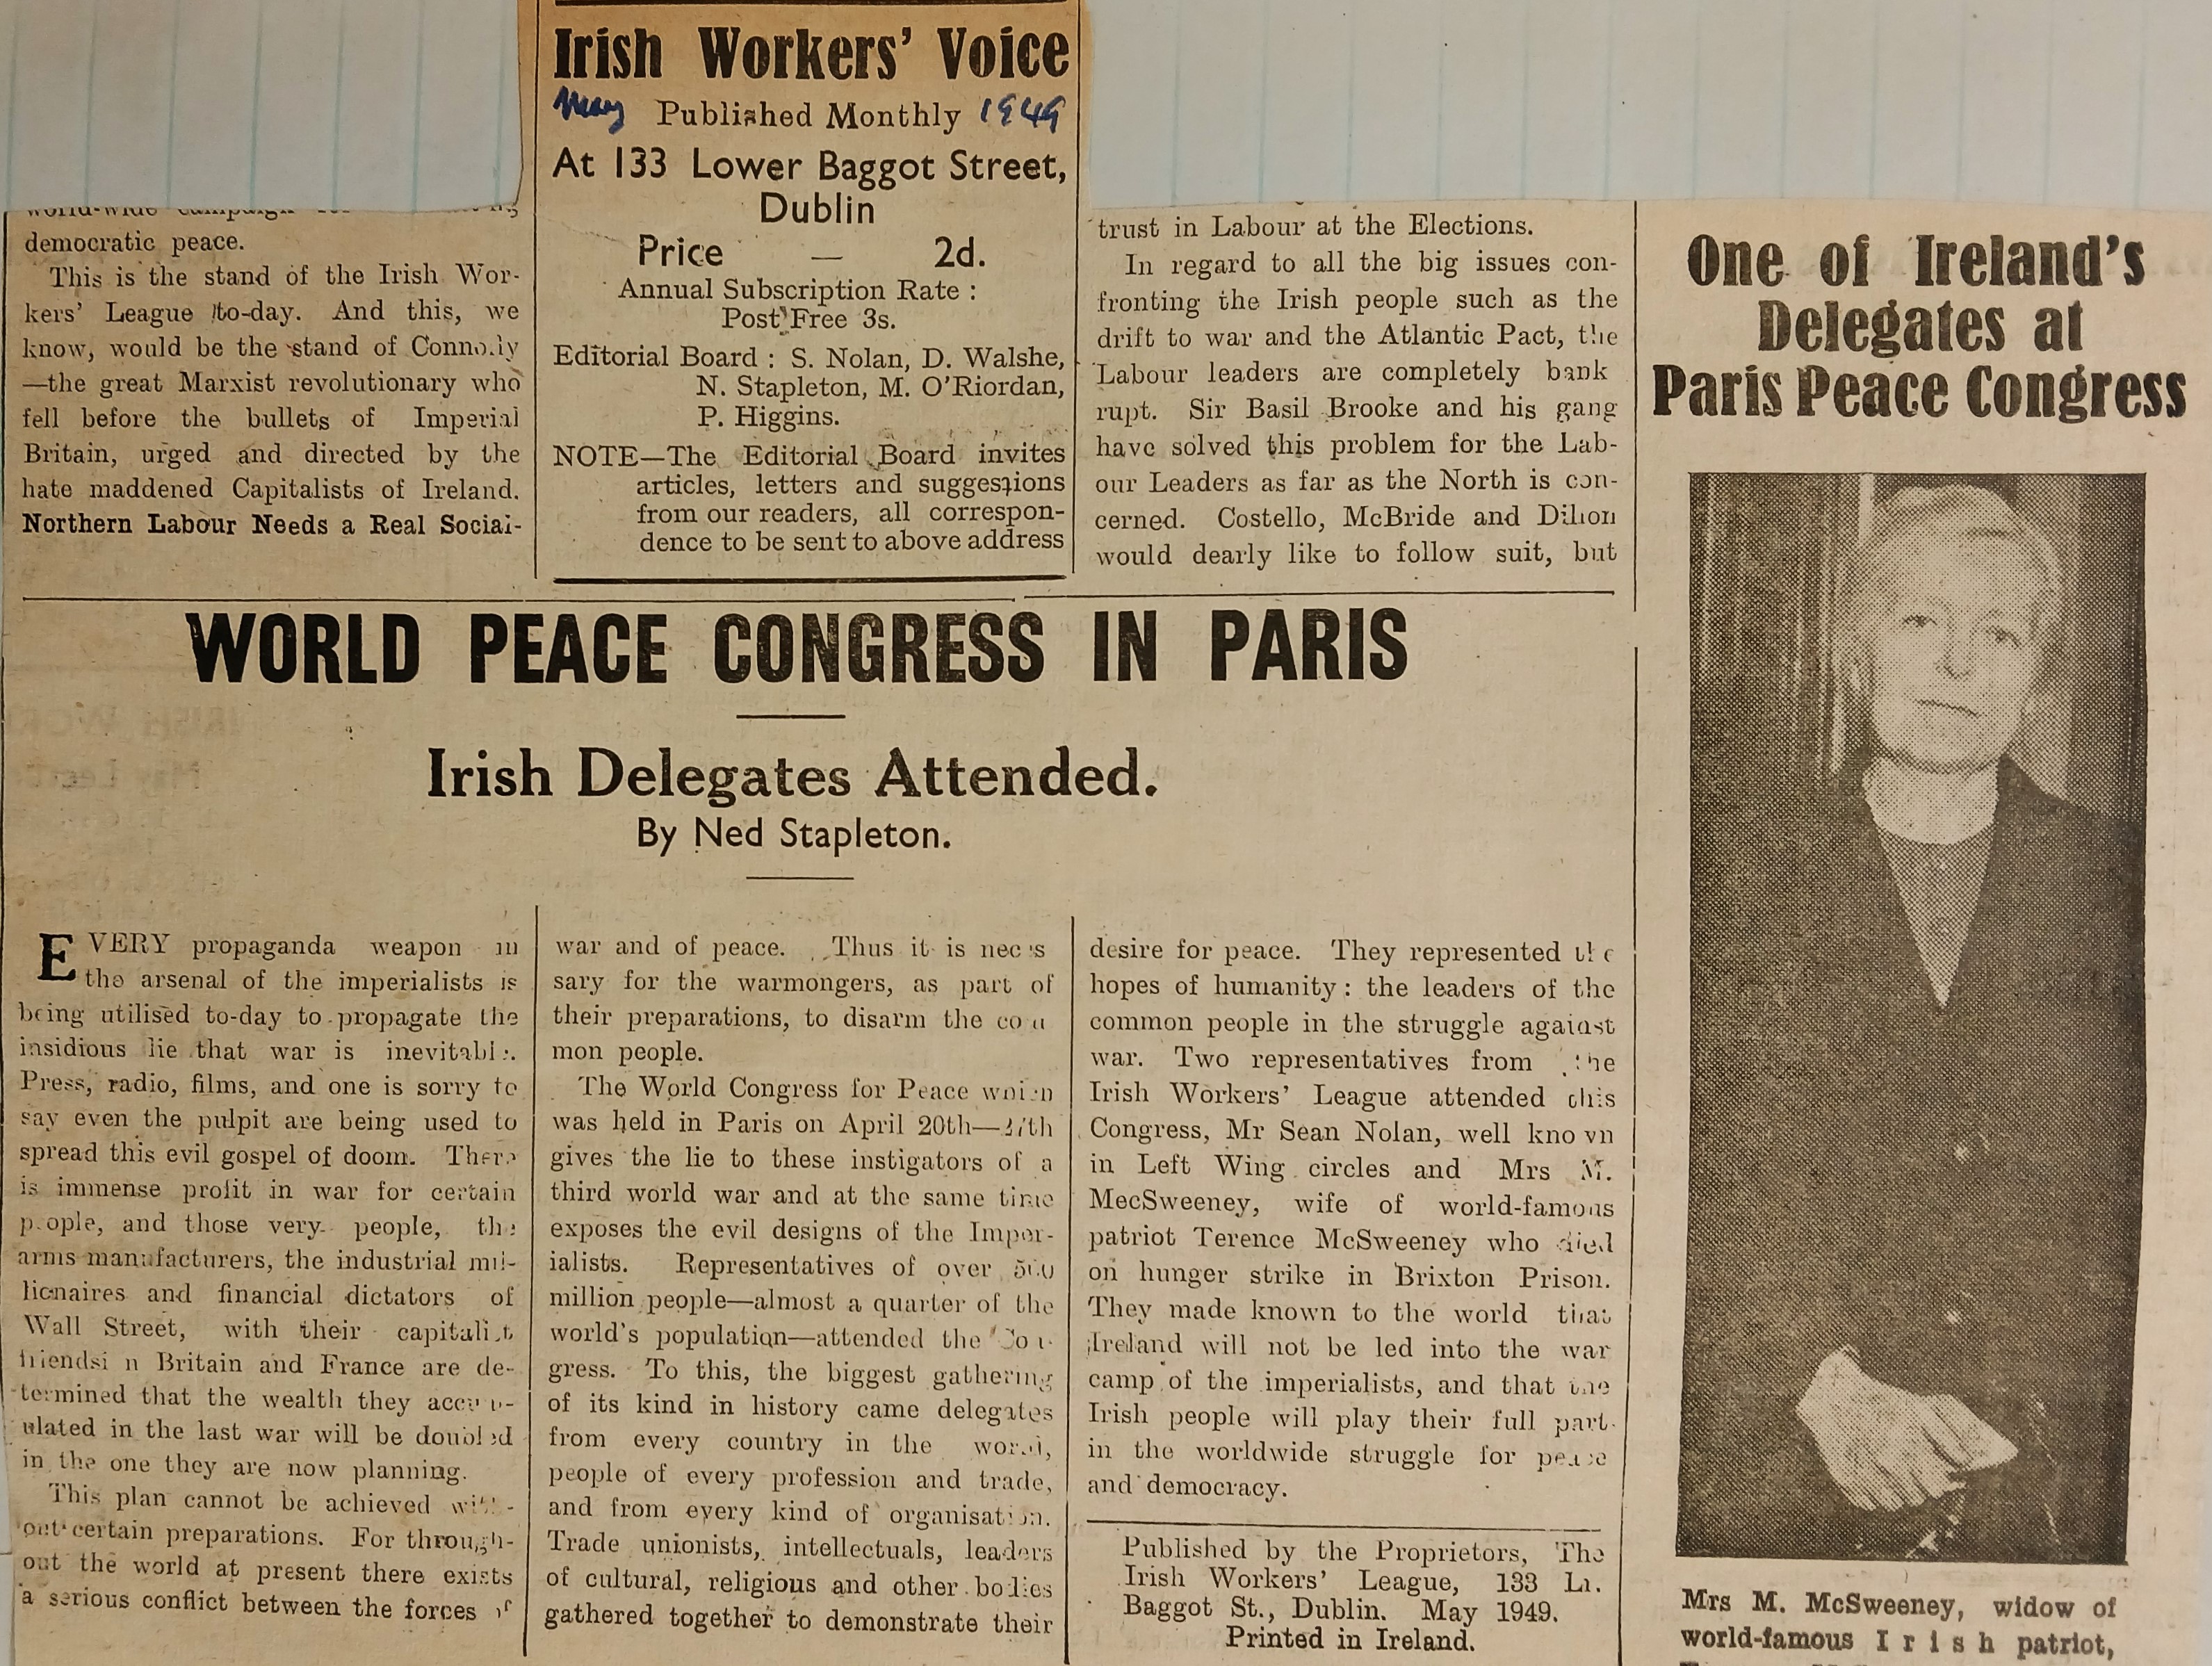 democratic peace.
This is the stand of the Irish Wor-
kers' League to-day. And this, we
know, would be the stand of Connolly
—the great Marxist revolutionary who
fell before the bullets of Imperial
Britain, urged and directed by the
hate maddened Capitalists of Ireland.
Northern Labour Needs a Real Social-
Irish Workers' Voice
May Published Monthly 1949
At 133 Lower Baggot Street,
Dublin
Price — 2d.
Annual Subscription Rate :
Post Free 3s.
Editorial Board : S. Nolan, D. Walshe,
N. Stapleton, M. O'Riordan,
P. Higgins.
NOTE—The Editorial Board invites
articles, letters and suggestions
from our readers, all correspon-
dence to be sent to above address
trust in Labour at the Elections.
In regard to all the big issues con-
fronting the Irish people such as the
drift to war and the Atlantic Pact, the
Labour leaders are completely bank
rupt. Sir Basil Brooke and his gang
have solved this problem for the Lab-
our Leaders as far as the North is con-
cerned. Costello, McBride and Dillon
would dearly like to follow suit, but
WORLD PEACE CONGRESS IN PARIS
Irish Delegates Attended.
By Ned Stapleton.
EVERY propaganda weapon in
the arsenal of the imperialists is
being utilised to-day to propagate the
insidious lie that war is inevitable.
Press, radio, films, and one is sorry to
say even the pulpit are being used to
spread this evil gospel of doom. There
is immense profit in war for certain
people, and those very people, the
arms manufacturers, the industrial mil-
lionaires and financial dictators of
Wall Street, with their capitalist
friendsi n Britain and France are de-
termined that the wealth they accum-
ulated in the last war will be doubled
in the one they are now planning.
This plan cannot be achieved with-
out certain preparations. For through-
out the world at present there exists
a serious conflict between the forces of
war and of peace. Thus it is neces
sary for the warmongers, as part of
their preparations, to disarm the com
mon people.
The World Congress for Peace which
was held in Paris on April 20th—27th
gives the lie to these instigators of a
third world war and at the same time
exposes the evil designs of the Imper-
ialists. Representatives of over 500
million people—almost a quarter of the
world's population—attended the Con
gress. To this, the biggest gathering
of its kind in history came delegates
from every country in the world,
people of every profession and trade,
and from every kind of organisation.
Trade unionists, intellectuals, leaders
of cultural, religious and other bodies
gathered together to demonstrate their
desire for peace. They represented the
hopes of humanity : the leaders of the
common people in the struggle against
war. Two representatives from the
Irish Workers' League attended this
Congress, Mr Sean Nolan, well known
in Left Wing circles and Mrs M.
MecSweeney, wife of world-famous
patriot Terence McSweeney who died
on hunger strike in Brixton Prison.
They made known to the world that
Ireland will not be led into the war
camp of the imperialists, and that the
Irish people will play their full part
in the worldwide struggle for peace
and democracy.
Published by the Proprietors, The
Irish Workers' League, 133 Lr.
Baggot St., Dublin. May 1949.
Printed in Ireland.
One of Ireland's
Delegates at
Paris Peace Congress
Mrs M. McSweeney, widow of
world-famous Irish patriot,